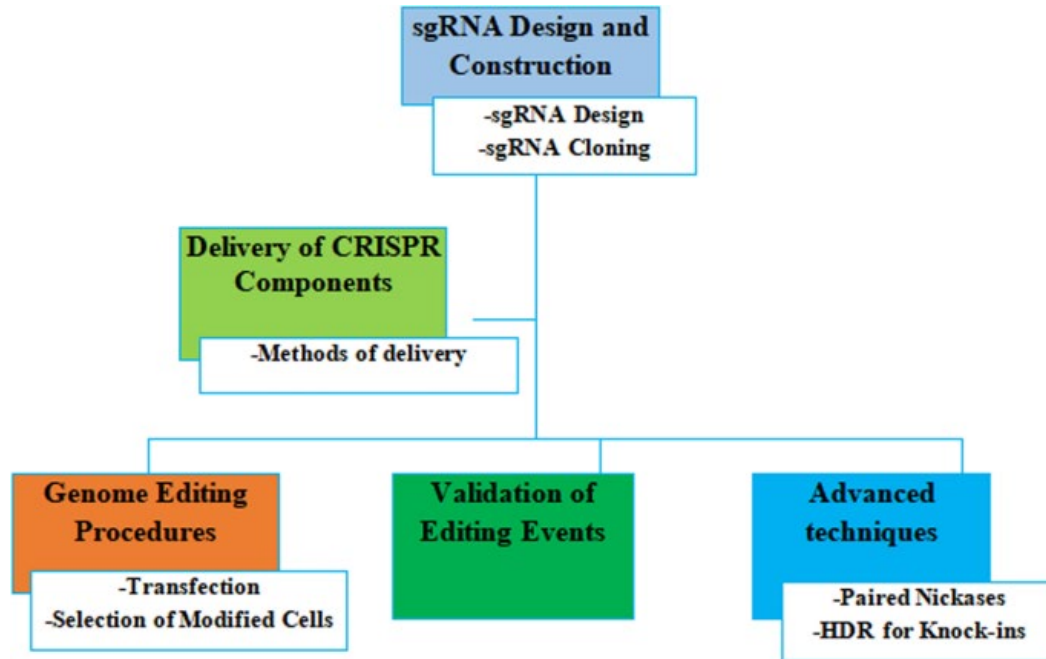 sgRNA Design and
Construction
-sgRNA Design
-sgRNA Cloning
Delivery of CRISPR
Components
-Methods of delivery
Genome Editing
Procedures
-Transfection
-Selection of Modified Cells
Validation of
Editing Events
Advanced
techniques
-Paired Nickases
-HDR for Knock-ins